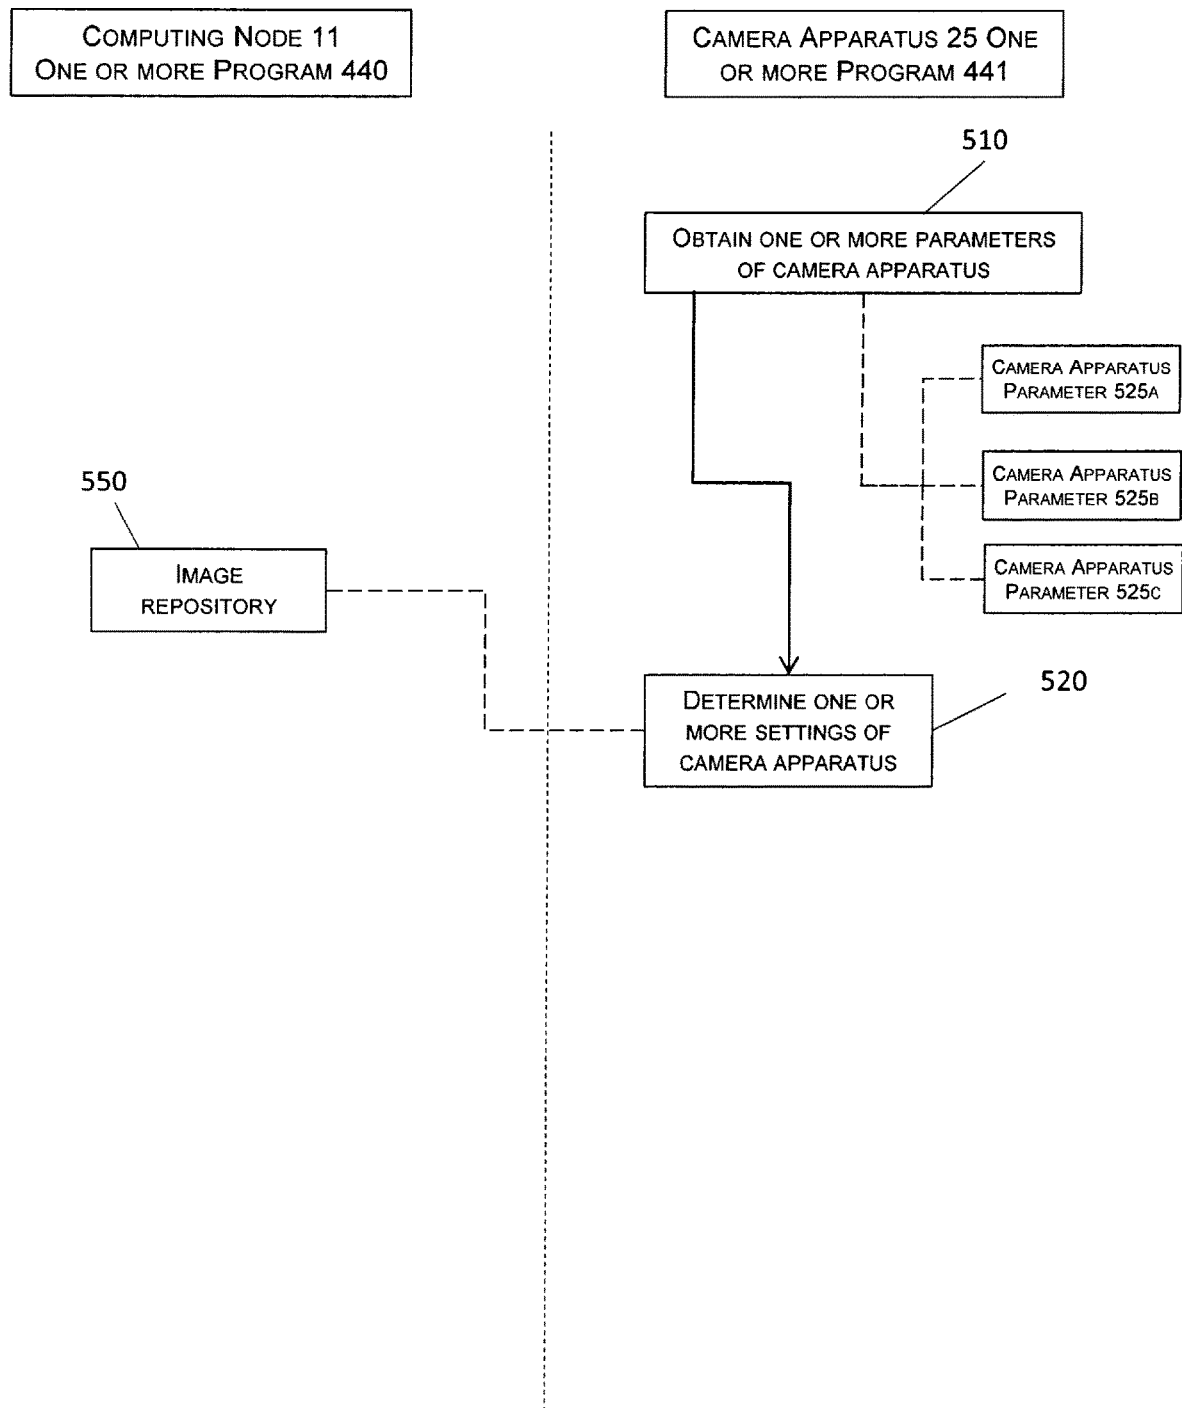 COMPUTING NODE 11
ONE OR MORE PROGRAM 440
CAMERA APPARATUS 25 ONE
OR MORE PROGRAM 441
510
OBTAIN ONE OR MORE PARAMETERS
OF CAMERA APPARATUS
CAMERA APPARATUS
PARAMETER 525A
CAMERA APPARATUS
PARAMETER 525B
CAMERA APPARATUS
PARAMETER 525C
550
IMAGE
REPOSITORY
520
DETERMINE ONE OR
MORE SETTINGS OF
CAMERA APPARATUS